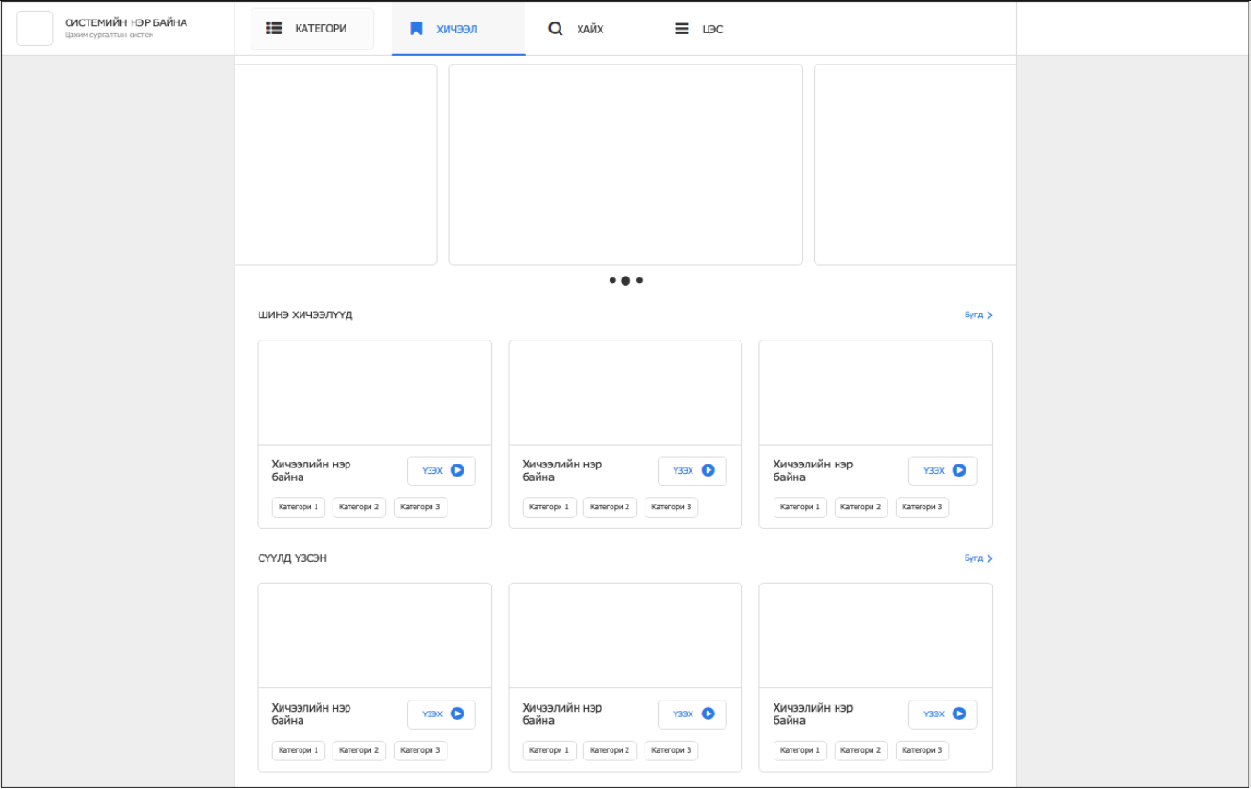 СИСТЕМИЙН НЭР БАЙНА
Цахим сургалтын систем
КАТЕГОРИ
ХИЧЭЭЛ
ХАЙХ
ЦЭС
ШИНЭ ХИЧЭЭЛҮҮД
Бүгд
Хичээлийн нэр
байна
ҮЗЭХ
Категори 1 Категори 2 Категори 3
Хичээлийн нэр
байна
ҮЗЭХ
Категори 1 Категори 2 Категори 3
Хичээлийн нэр
байна
ҮЗЭХ
Категори 1 Категори 2 Категори 3
СҮҮЛД ҮЗСЭН
Бүгд
Хичээлийн нэр
байна
ҮЗЭХ
Категори 1 Категори 2 Категори 3
Хичээлийн нэр
байна
ҮЗЭХ
Категори 1 Категори 2 Категори 3
Хичээлийн нэр
байна
ҮЗЭХ
Категори 1 Категори 2 Категори 3